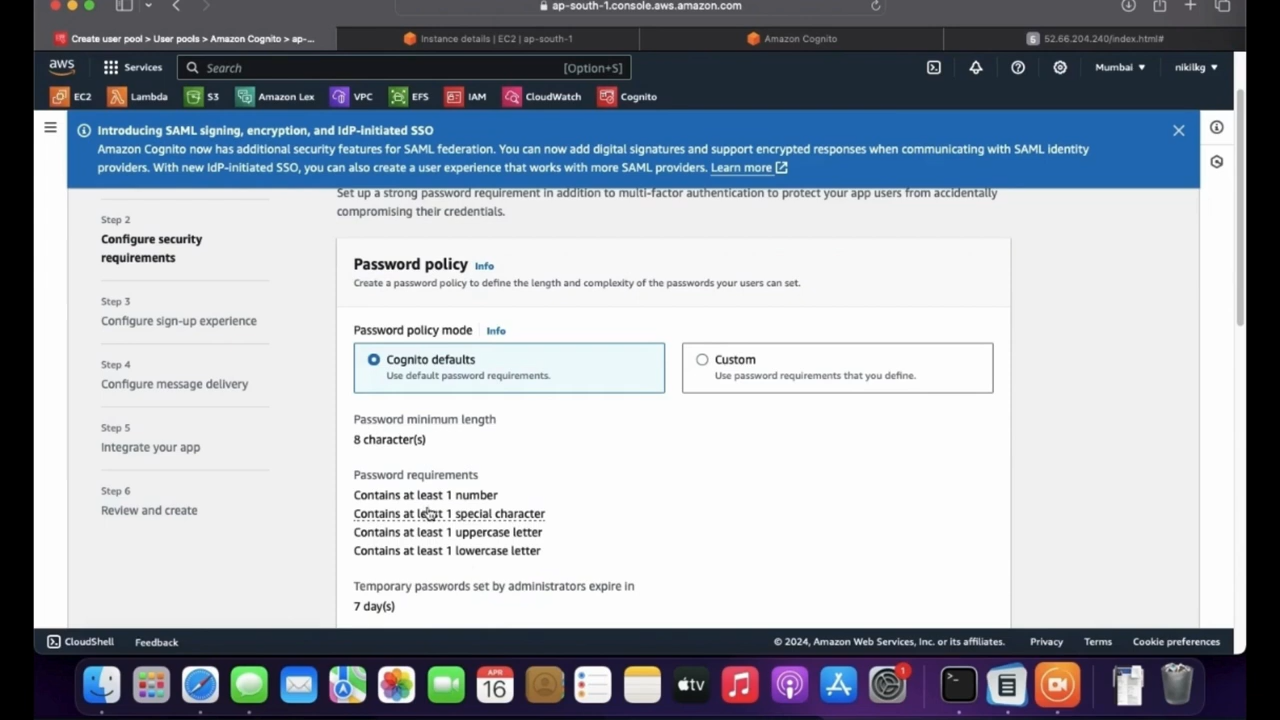 ap-south-1.console.aws.amazon.com
Create user pool > User pools > Amazon Cognito > ap-...
Instance details | EC2 | ap-south-1
Amazon Cognito
52.66.204.240/index.html#
aws
Services
Search
[Option+S]
Mumbai
nikilkg
EC2
Lambda
S3
Amazon Lex
VPC
EFS
IAM
CloudWatch
Cognito
Introducing SAML signing, encryption, and IdP-initiated SSO
Amazon Cognito now has additional security features for SAML federation. You can now add digital signatures and support encrypted responses when communicating with SAML identity
providers. With new IdP-initiated SSO, you can also create a user experience that works with more SAML providers. Learn more
Set up a strong password requirement in addition to multi-factor authentication to protect your app users from accidentally
compromising their credentials.
Step 2
Configure security
requirements
Step 3
Configure sign-up experience
Step 4
Configure message delivery
Step 5
Integrate your app
Step 6
Review and create
Password policy Info
Create a password policy to define the length and complexity of the passwords your users can set.
Password policy mode Info
Cognito defaults
Use default password requirements.
Custom
Use password requirements that you define.
Password minimum length
8 character(s)
Password requirements
Contains at least 1 number
Contains at least 1 special character
Contains at least 1 uppercase letter
Contains at least 1 lowercase letter
Temporary passwords set by administrators expire in
7 day(s)
CloudShell
Feedback
© 2024, Amazon Web Services, Inc. or its affiliates.
Privacy
Terms
Cookie preferences
APR
16
tv
1